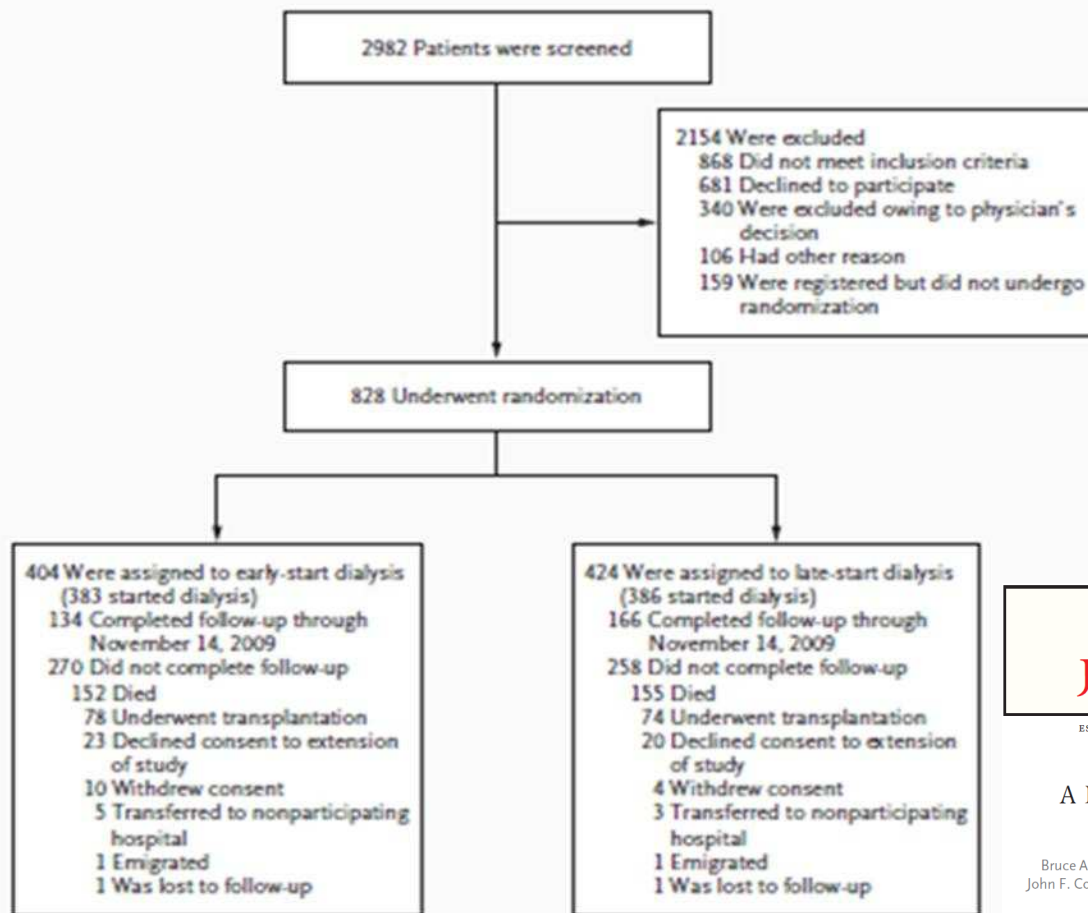 2982 Patients were screened
2154 Were excluded
868 Did not meet inclusion criteria
681 Declined to participate
340 Were excluded owing to physician's
decision
106 Had other reason
159 Were registered but did not undergo
randomization
828 Underwent randomization
404 Were assigned to early-start dialysis
(383 started dialysis)
134 Completed follow-up through
November 14, 2009
270 Did not complete follow-up
152 Died
78 Underwent transplantation
23 Declined consent to extension
of study
10 Withdrew consent
5 Transferred to nonparticipating
hospital
1 Emigrated
1 Was lost to follow-up
424 Were assigned to late-start dialysis
(386 started dialysis)
166 Completed follow-up through
November 14, 2009
258 Did not complete follow-up
155 Died
74 Underwent transplantation
20 Declined consent to extension
of study
4 Withdrew consent
3 Transferred to nonparticipating
hospital
1 Emigrated
1 Was lost to follow-up
J
ES
A
Bruce A
John F. Co